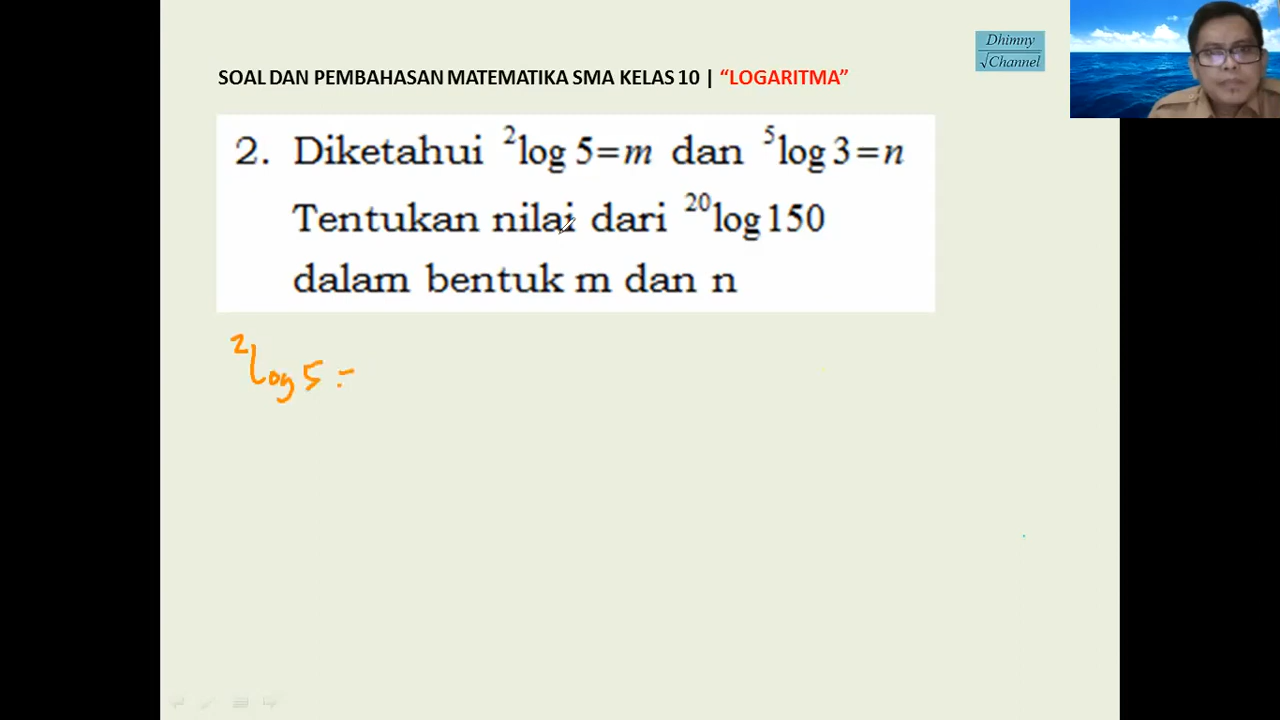 Dhimny
√Channel
SOAL DAN PEMBAHASAN MATEMATIKA SMA KELAS 10 | “LOGARITMA”
2. Diketahui ²log 5=m dan ⁵log 3=n
Tentukan nilai dari ²⁰log 150
dalam bentuk m dan n
²log 5 =